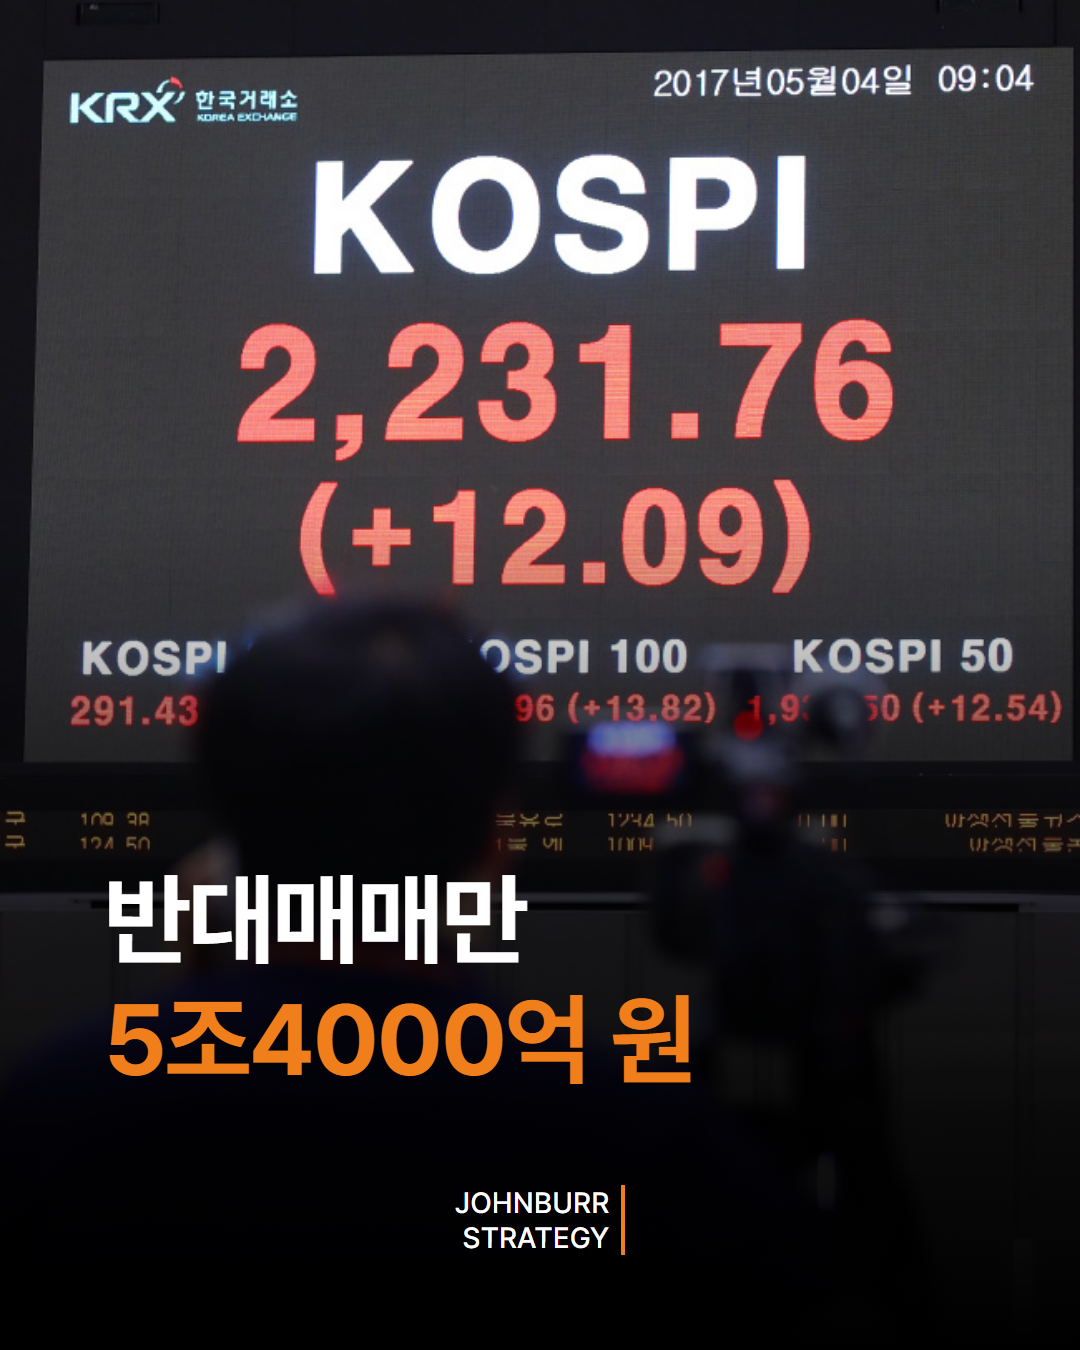 KRX 한국거래소
KOREA EXCHANGE
2017년05월04일 09:04
KOSPI
2,231.76
(+12.09)
KOSPI
OSPI 100
KOSPI 50
291.43
96 (+13.82)
50 (+12.54)
반대매매만
5조4000억 원
JOHNBURR
STRATEGY